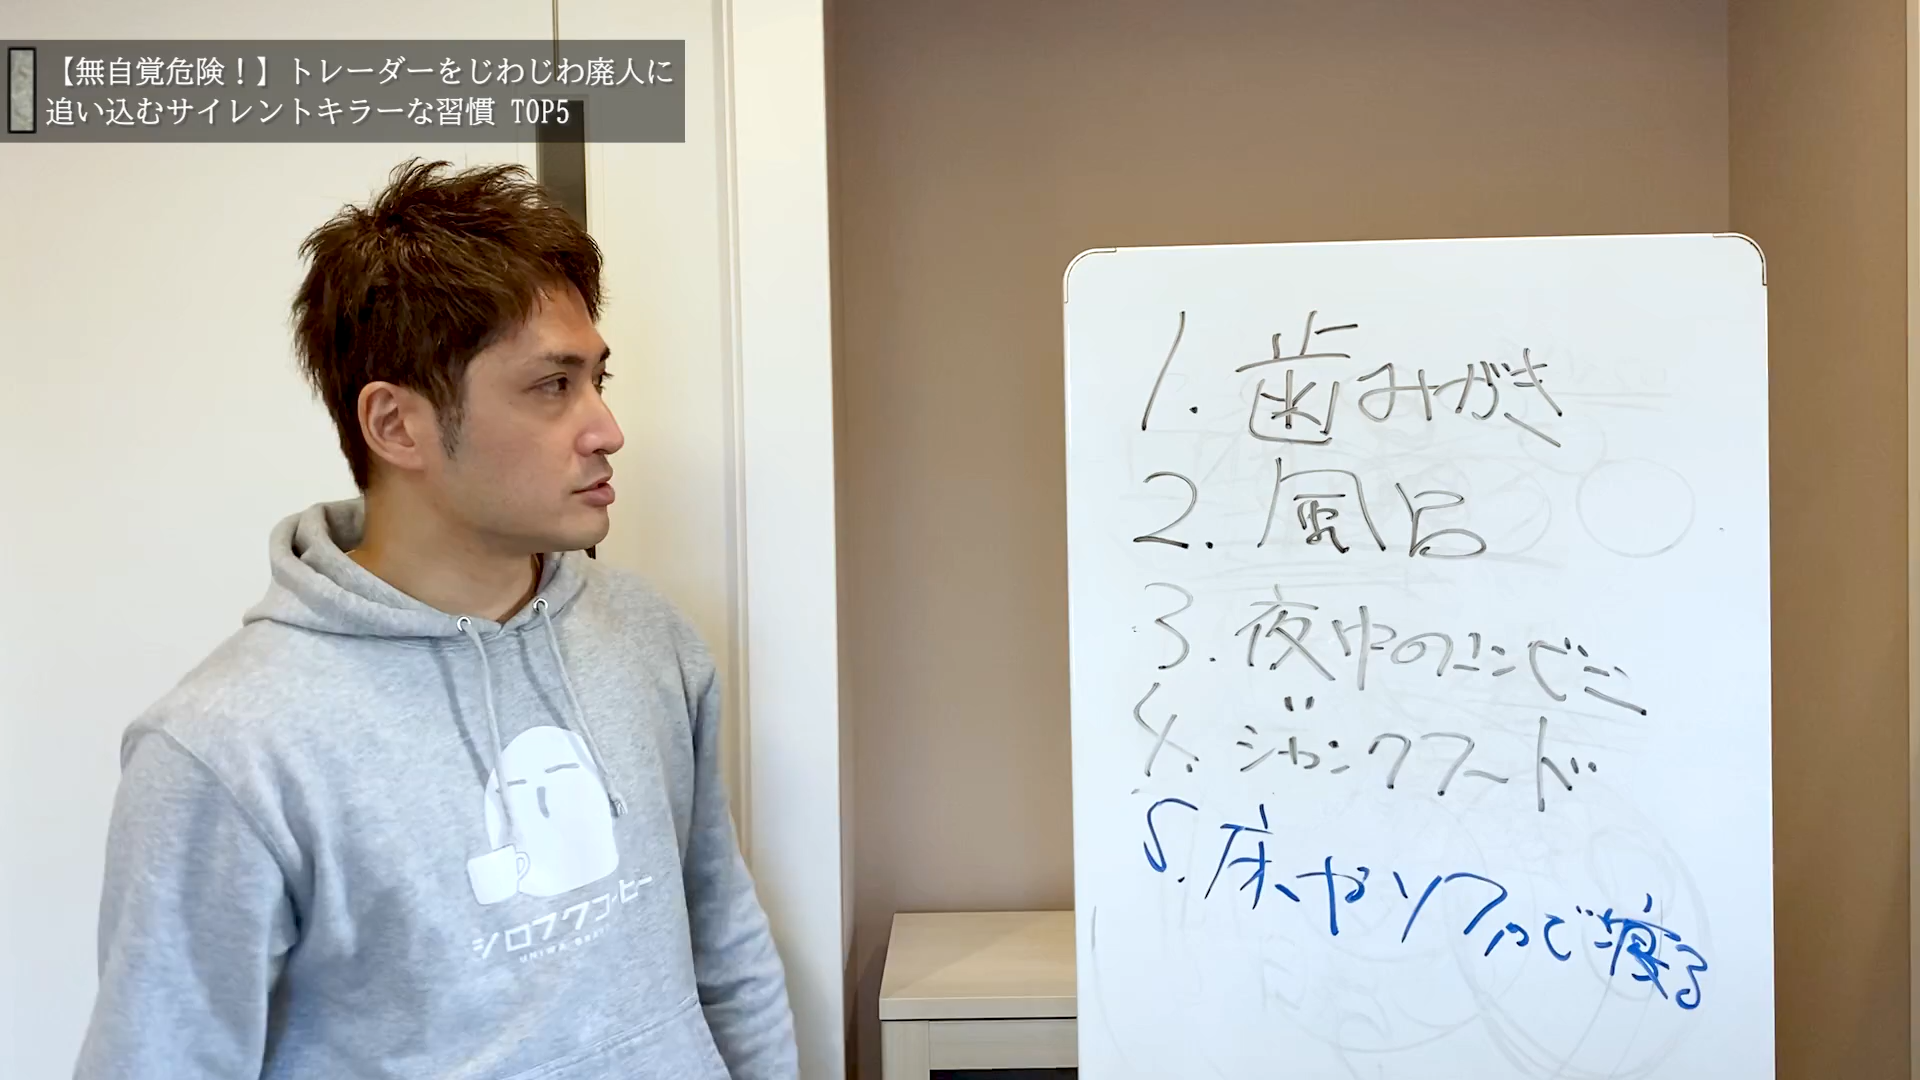 【無自覚危険！】トレーダーをじわじわ廃人に
追い込むサイレントキラーな習慣 TOP5
1. 歯みがき
2. 風呂
3. 夜中のコンビニ
4. ジャンクフード
5. 床やソファで寝る
シロフクコーヒー